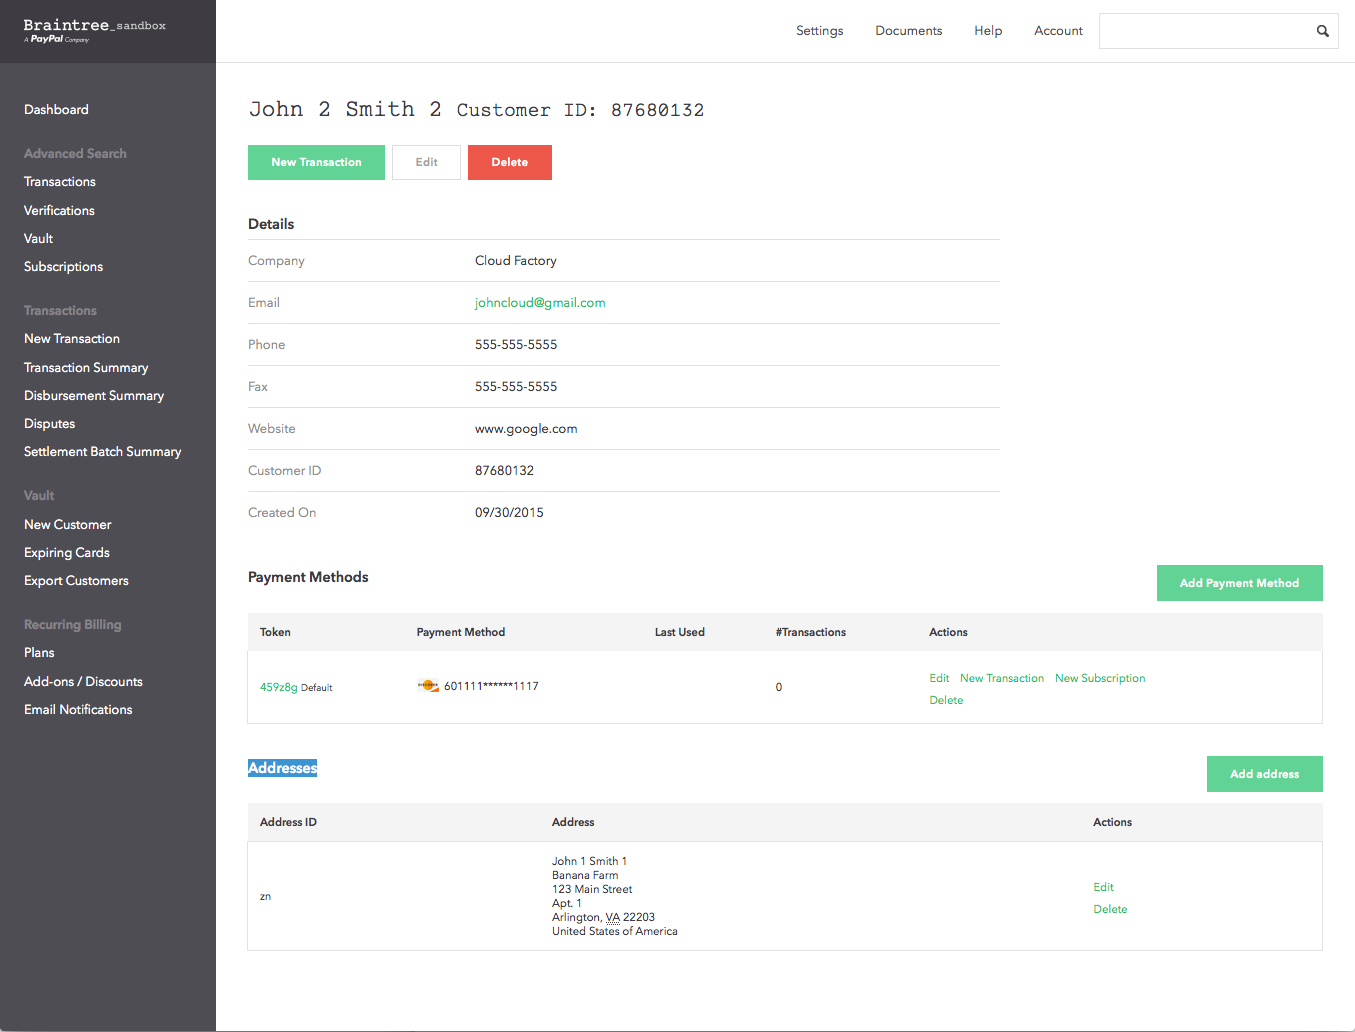 Braintree_sandbox
A PayPal Company
Settings Documents Help Account
Dashboard
Advanced Search
Transactions
Verifications
Vault
Subscriptions
Transactions
New Transaction
Transaction Summary
Disbursement Summary
Disputes
Settlement Batch Summary
Vault
New Customer
Expiring Cards
Export Customers
Recurring Billing
Plans
Add-ons / Discounts
Email Notifications
John 2 Smith 2 Customer ID: 87680132
New Transaction Edit Delete
Details
Company Cloud Factory
Email johncloud@gmail.com
Phone 555-555-5555
Fax 555-555-5555
Website www.google.com
Customer ID 87680132
Created On 09/30/2015
Payment Methods Add Payment Method
Token Payment Method Last Used #Transactions Actions
459z8g Default DISCOVER 601111******1117 0 Edit New Transaction New Subscription
Delete
Addresses Add address
Address ID Address Actions
zn
John 1 Smith 1
Banana Farm
123 Main Street
Apt. 1
Arlington, VA 22203
United States of America
Edit
Delete